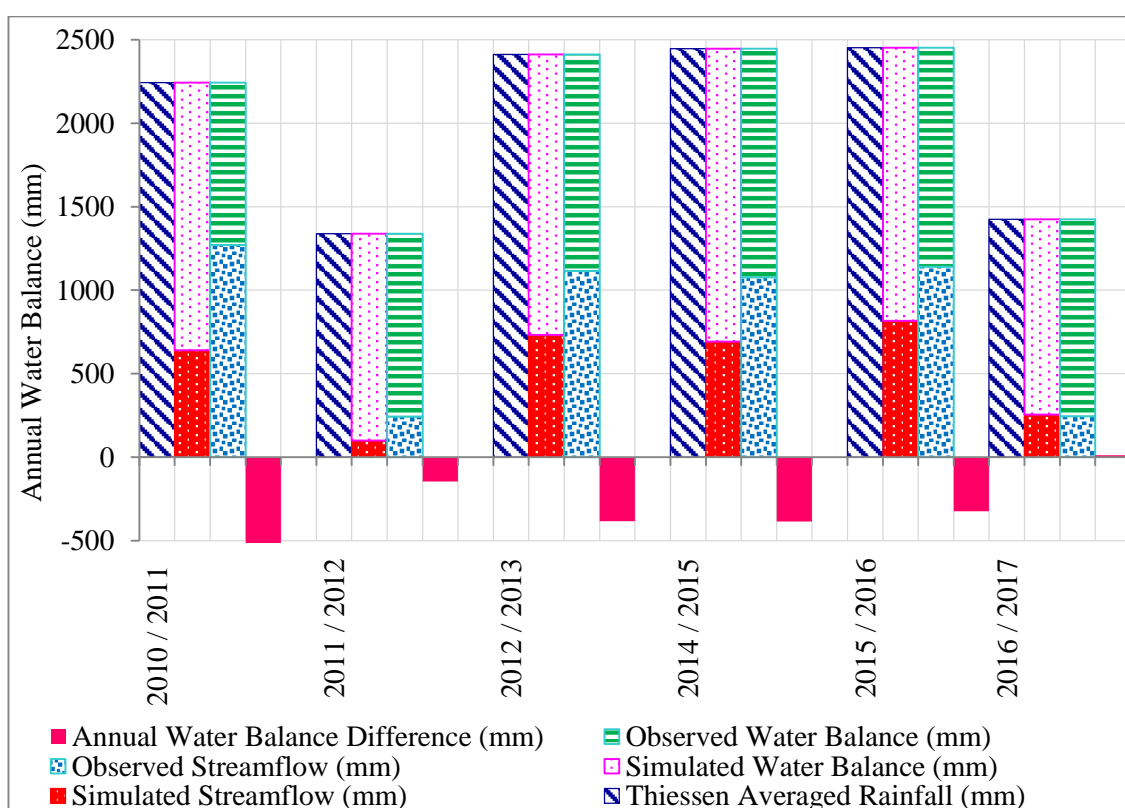 2500
2000
1500
1000
500
0
-500
Annual Water Balance (mm)
2010 / 2011
2011 / 2012
2012 / 2013
2014 / 2015
2015 / 2016
2016 / 2017
Annual Water Balance Difference (mm)
Observed Water Balance (mm)
Observed Streamflow (mm)
Simulated Water Balance (mm)
Simulated Streamflow (mm)
Thiessen Averaged Rainfall (mm)